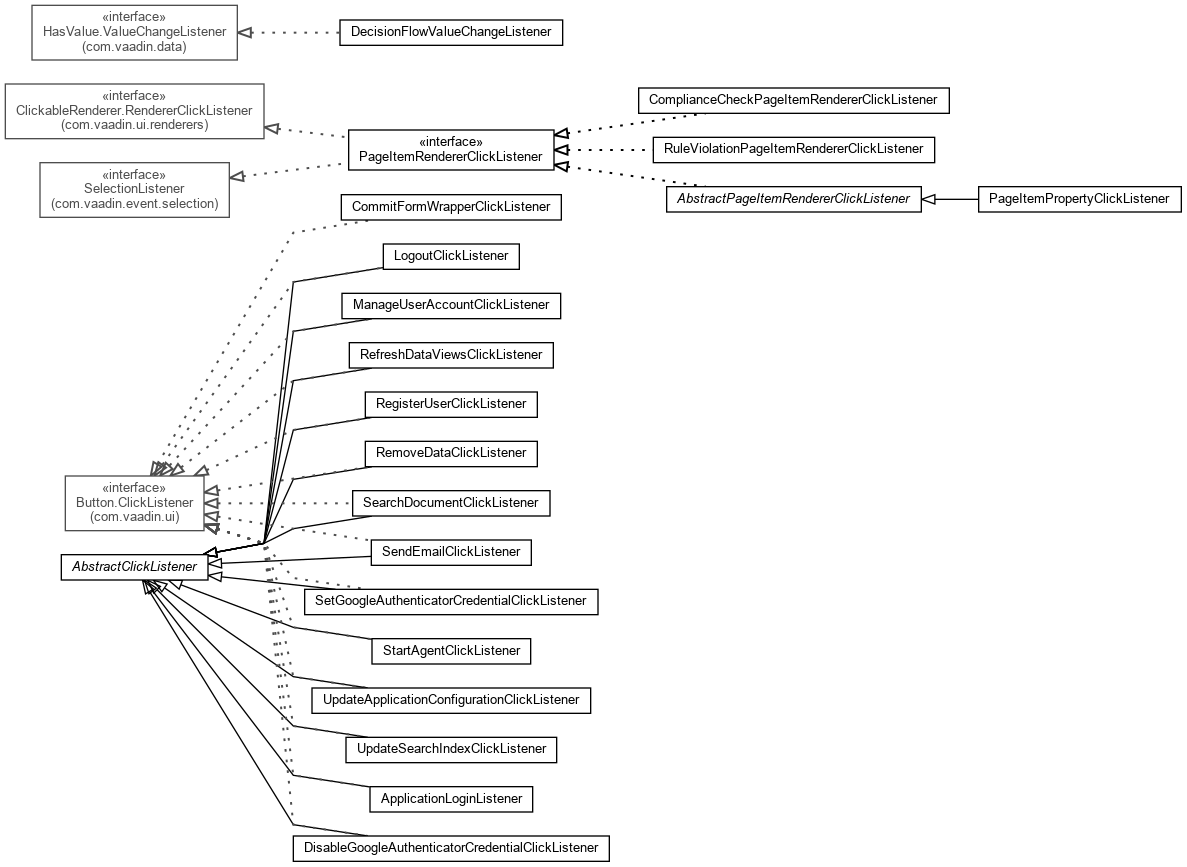 «interface»
HasValue.ValueChangeListener
(com.vaadin.data)
DecisionFlowValueChangeListener
«interface»
ClickableRenderer.RendererClickListener
(com.vaadin.ui.renderers)
«interface»
PageItemRendererClickListener
ComplianceCheckPageItemRendererClickListener
RuleViolationPageItemRendererClickListener
«interface»
SelectionListener
(com.vaadin.event.selection)
AbstractPageItemRendererClickListener
PageItemPropertyClickListener
CommitFormWrapperClickListener
LogoutClickListener
ManageUserAccountClickListener
RefreshDataViewsClickListener
RegisterUserClickListener
RemoveDataClickListener
«interface»
Button.ClickListener
(com.vaadin.ui)
SearchDocumentClickListener
SendEmailClickListener
AbstractClickListener
SetGoogleAuthenticatorCredentialClickListener
StartAgentClickListener
UpdateApplicationConfigurationClickListener
UpdateSearchIndexClickListener
ApplicationLoginListener
DisableGoogleAuthenticatorCredentialClickListener